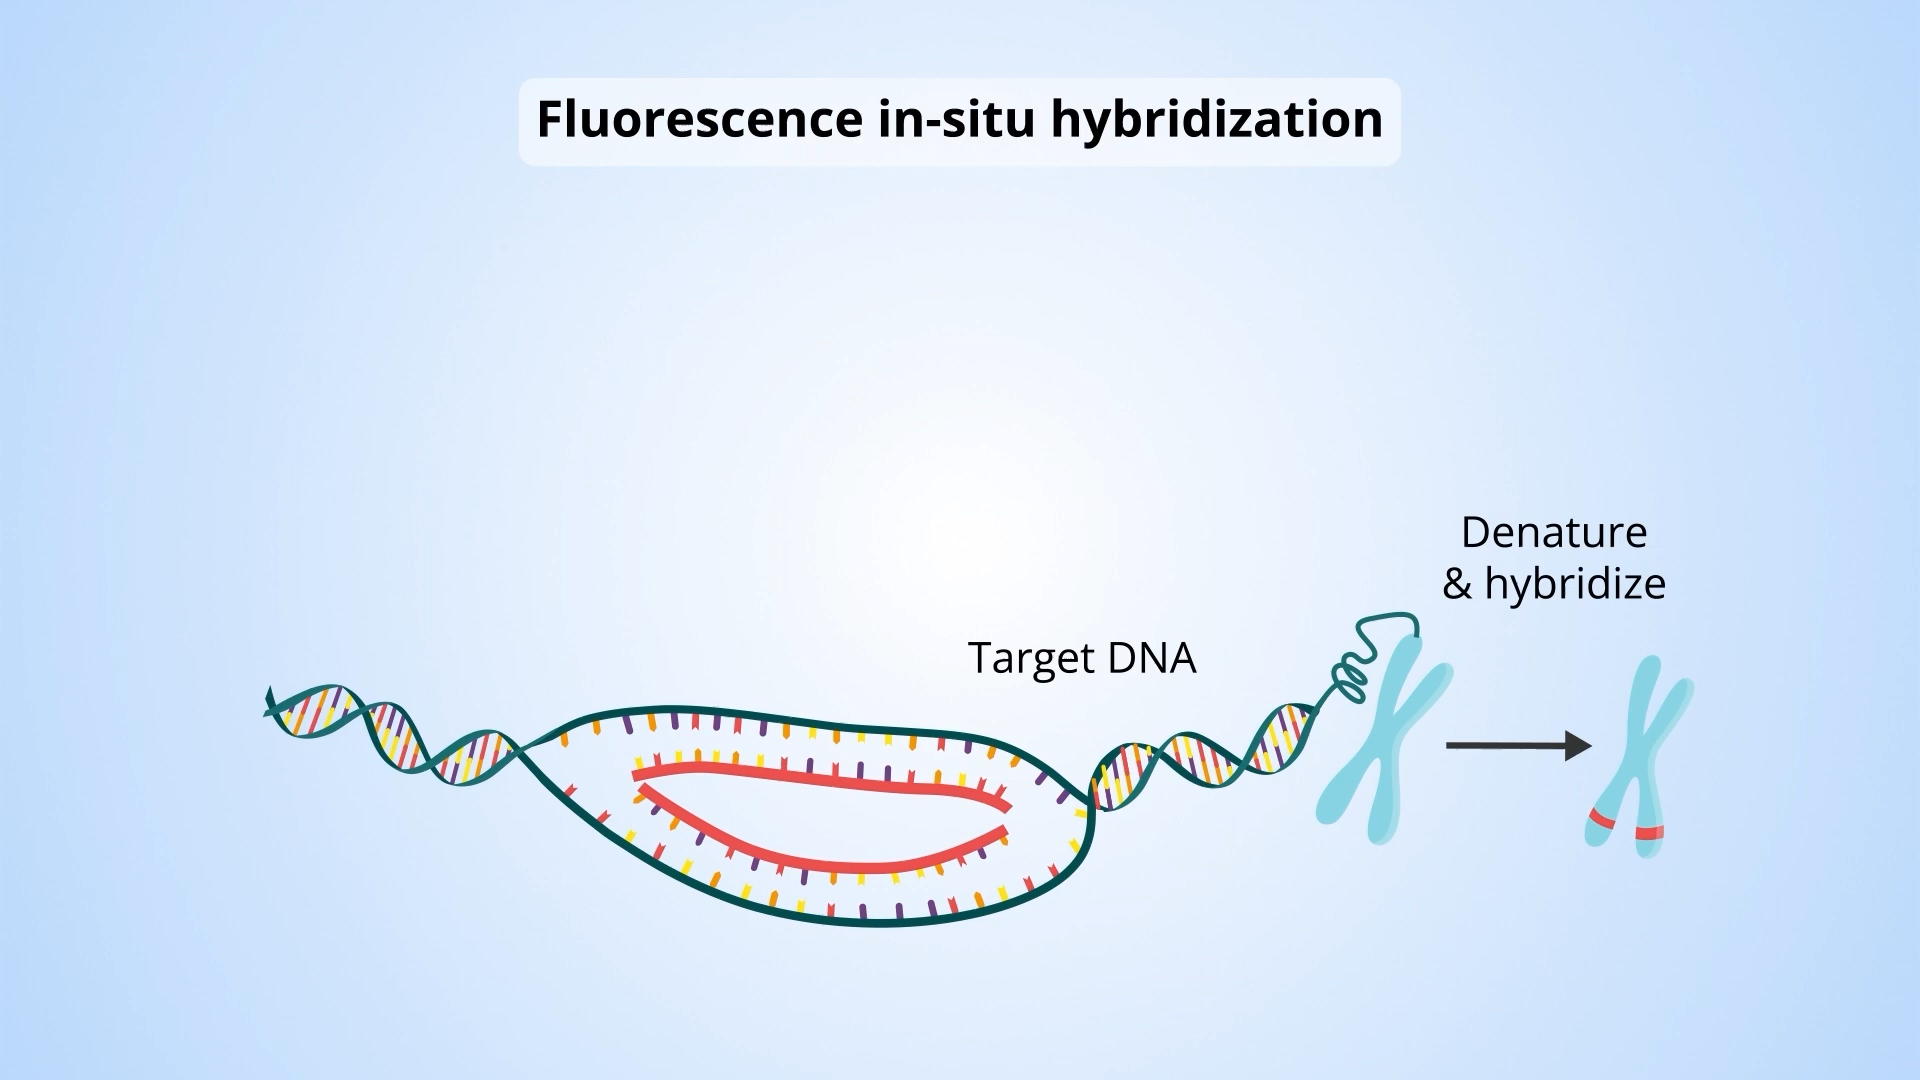 Fluorescence in-situ hybridization
Denature
& hybridize
Target DNA